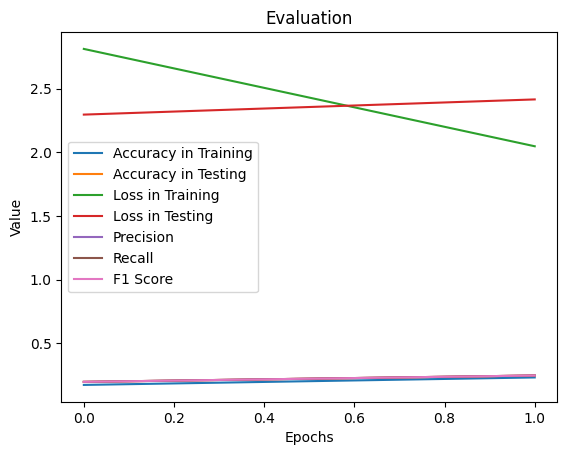 Evaluation
2.5
2.0
1.5
1.0
0.5
Value
Accuracy in Training
Accuracy in Testing
Loss in Training
Loss in Testing
Precision
Recall
F1 Score
0.0 0.2 0.4 0.6 0.8 1.0
Epochs